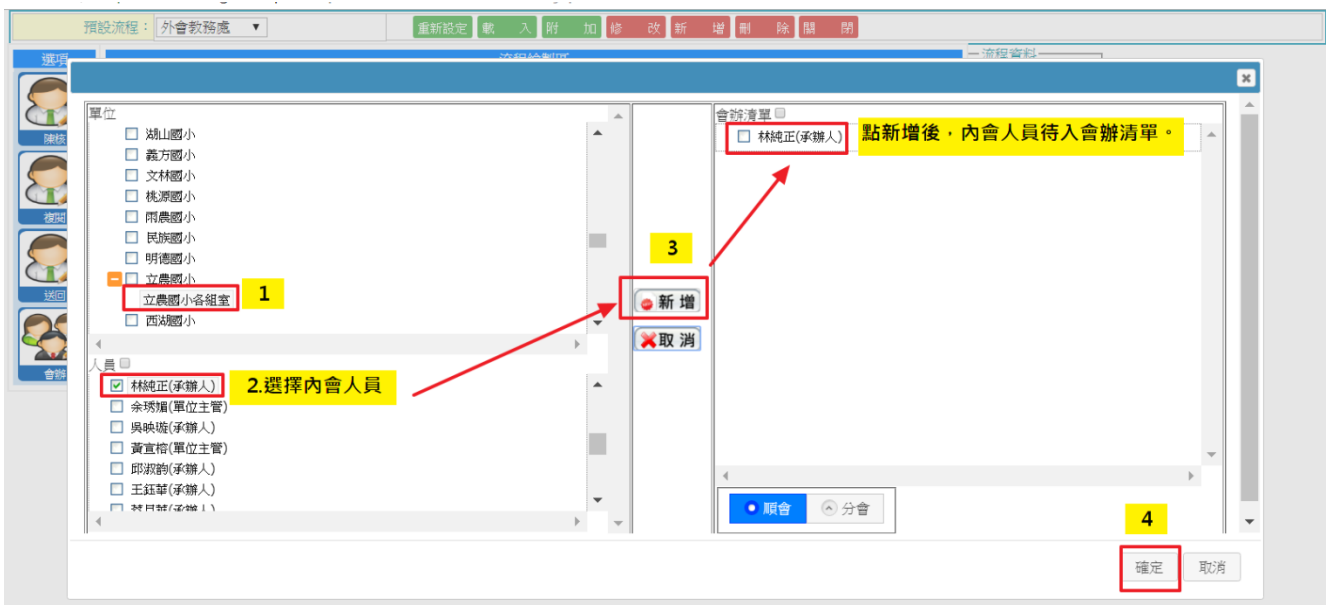 預設流程： 外會教務處 ▼ 重新設定 載 入 附 加 修 改 新 增 刪 除 關 閉
選項
流程資料
陳核
複閱
送回
會辦
單位
湖山國小
義方國小
文林國小
桃源國小
雨農國小
民族國小
明德國小
立農國小
立農國小各組室 1
西湖國小
人員
林純正(承辦人) 2.選擇內會人員
余琇媚(單位主管)
吳映璇(承辦人)
黃宣榕(單位主管)
邱淑鈞(承辦人)
王鈺華(承辦人)
3
新 增
取 消
會辦清單
林純正(承辦人) 點新增後，內會人員待入會辦清單。
順會 分會
4
確定 取消